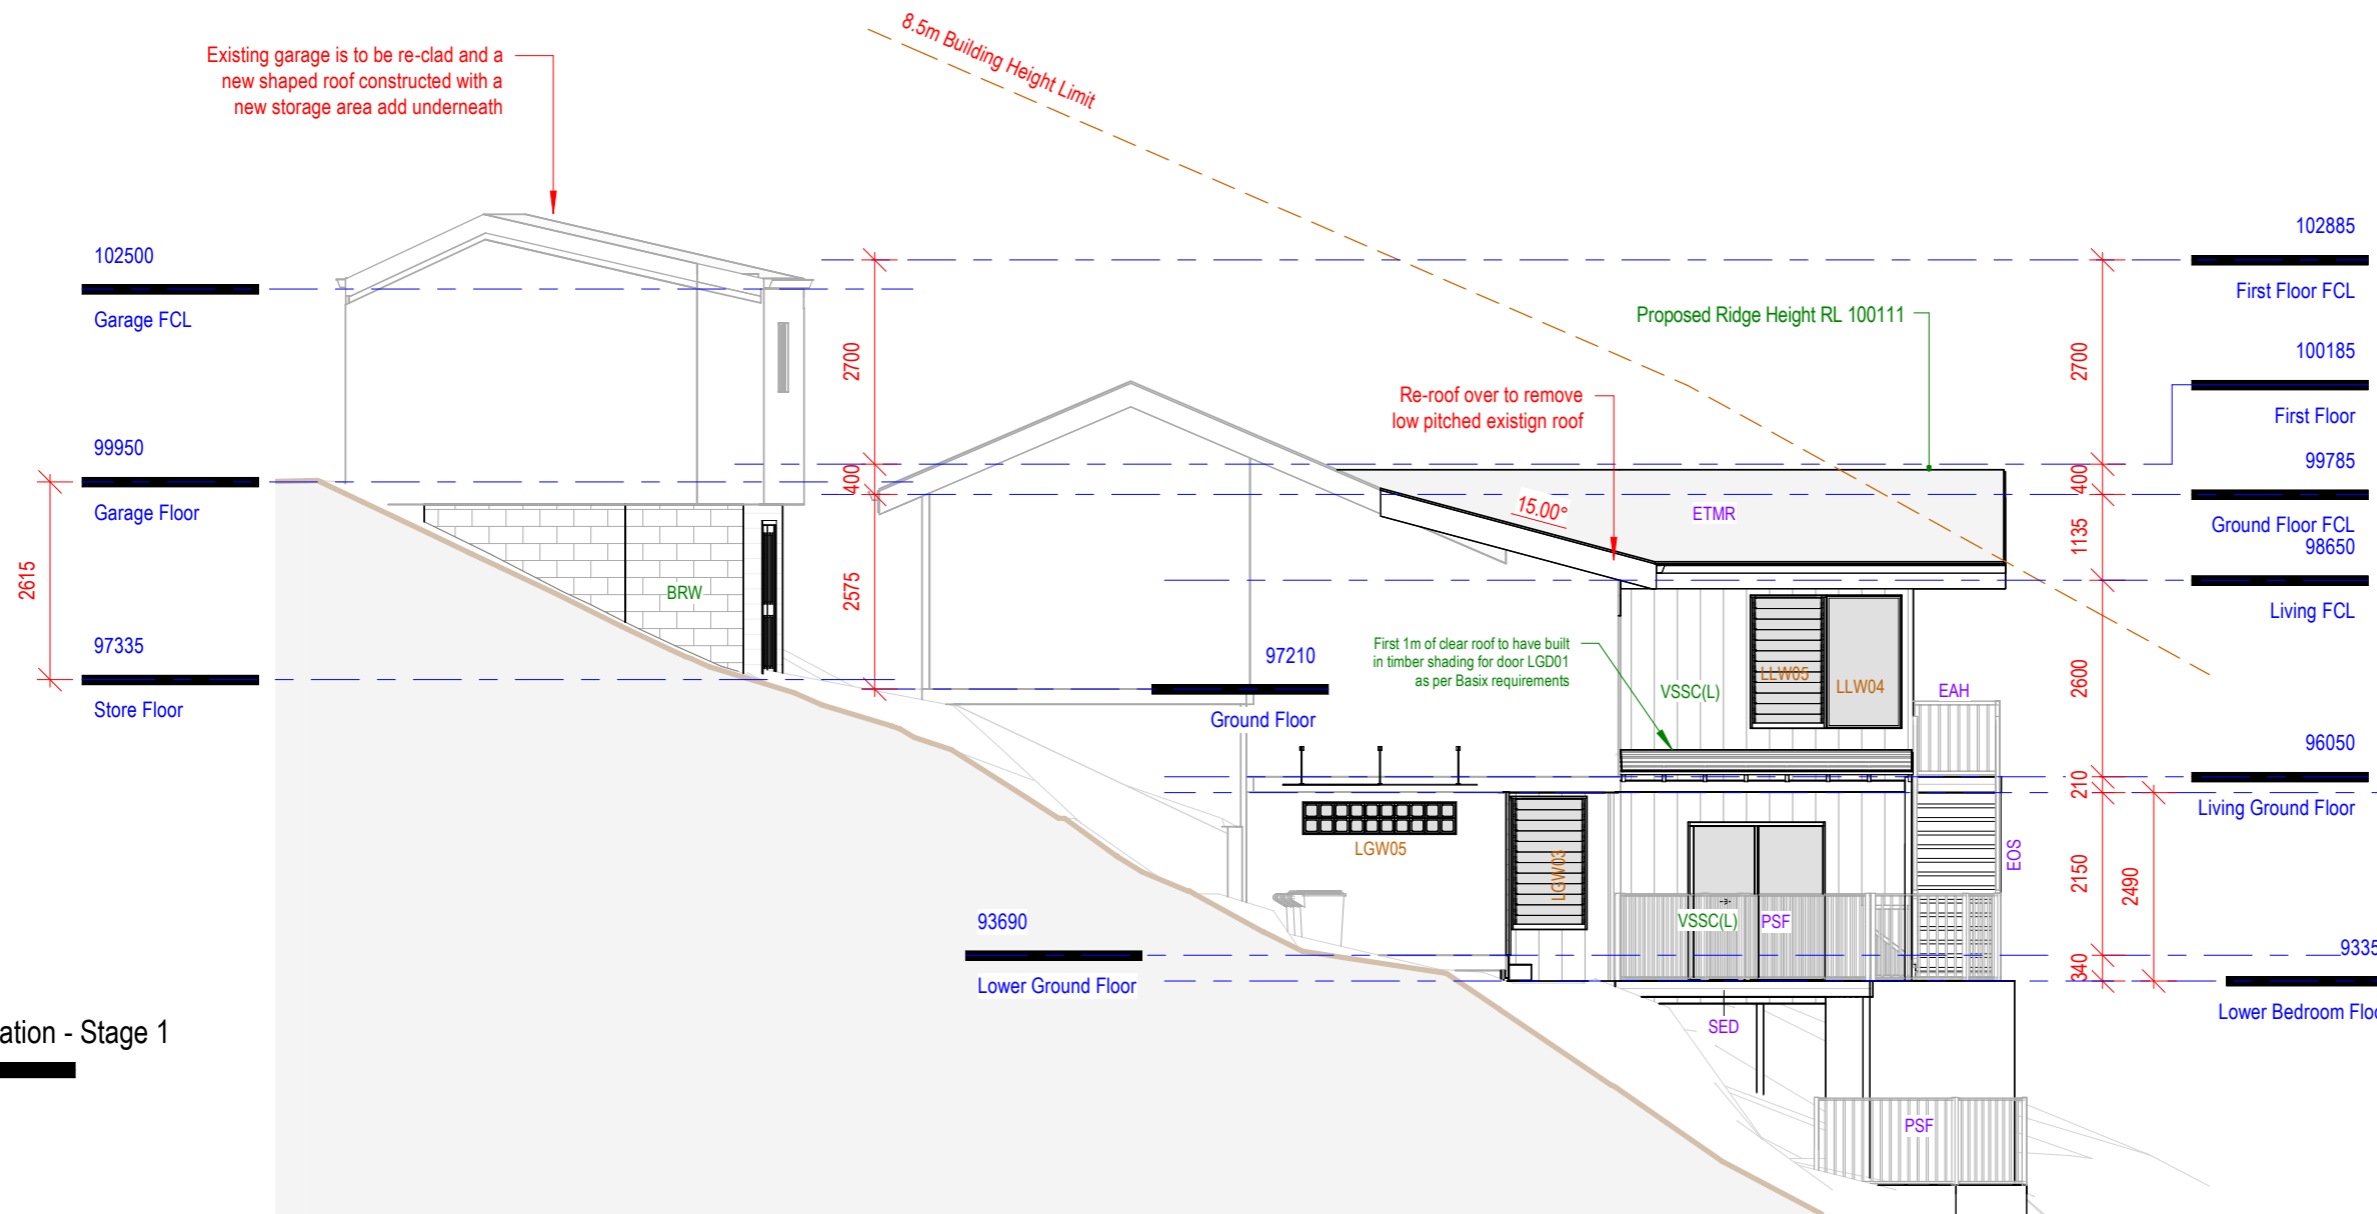 8.5m Building Height Limit
Existing garage is to be re-clad and a
new shaped roof constructed with a
new storage area add underneath
102500
Garage FCL
99950
Garage Floor
2615
97335
Store Floor
BRW
2700
400
2575
97210
Ground Floor
93690
Lower Ground Floor
Re-roof over to remove
low pitched existign roof
15.00°
Proposed Ridge Height RL 100111
ETMR
First 1m of clear roof to have built
in timber shading for door LGD01
as per Basix requirements
VSSC(L)
LLW05
LLW04
EAH
LGW05
LGW03
VSSC(L)
PSF
EOS
SED
PSF
2700
400
1135
2600
210
2150
2490
340
102885
First Floor FCL
100185
First Floor
99785
Ground Floor FCL
98650
Living FCL
96050
Living Ground Floor
9335
Lower Bedroom Floo
ation - Stage 1